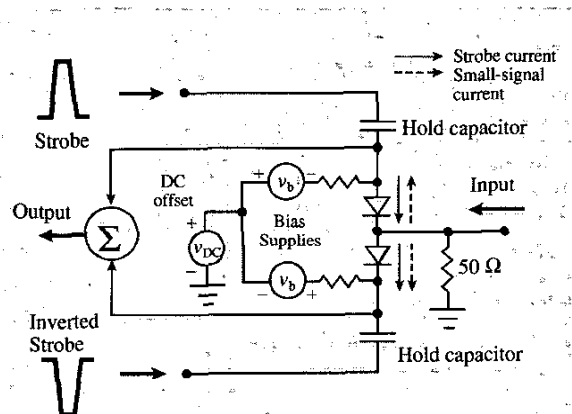 Strobe current
Small-signal
current
Strobe
Hold capacitor
+
v_b
−
DC
offset
Input
Output
Σ
+
v_DC
−
Bias
Supplies
50 Ω
−
v_b
+
Inverted
Strobe
Hold capacitor